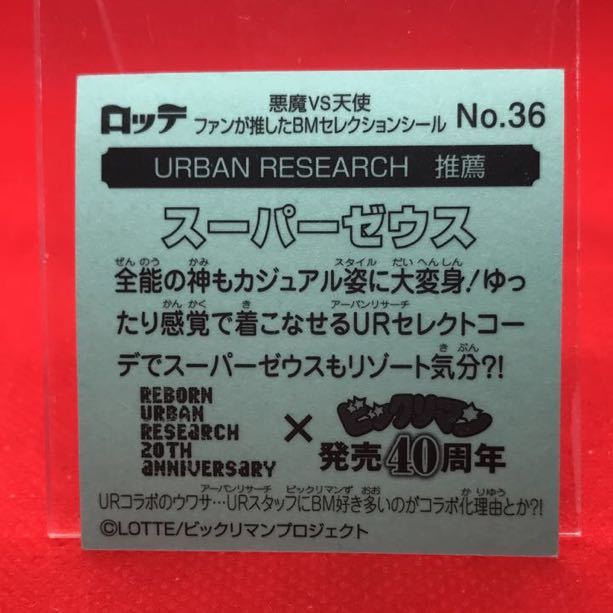 ロッテ
悪魔VS天使
ファンが推したBMセレクションシール
No.36
URBAN RESEARCH 推薦
スーパーゼウス
ぜんのう かみ スタイル だいへんしん
全能の神もカジュアル姿に大変身!ゆっ
かんかく き アーバンリサーチ
たり感覚で着こなせるURセレクトコー
きぶん
デでスーパーゼウスもリゾート気分?!
REBORN
URBAN
RESEARCH
20TH
ANNIVERSARY
×
ビックリマン
発売40周年
アーバンリサーチ ビックリマンず おお かりゆう
URコラボのウワサ…URスタッフにBM好き多いのがコラボ化理由とか?!
©LOTTE/ビックリマンプロジェクト